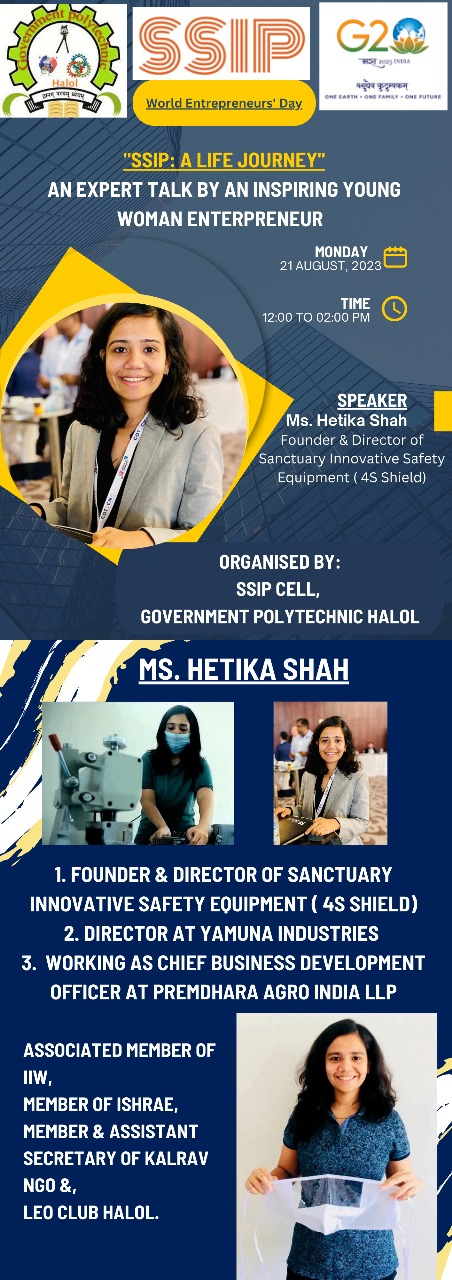 Government polytechnic
Halol
SSIP
World Entrepreneurs' Day
G20
भारत 2023 INDIA
वसुधैव कुटुम्बकम्
ONE EARTH • ONE FAMILY • ONE FUTURE
"SSIP: A LIFE JOURNEY"
AN EXPERT TALK BY AN INSPIRING YOUNG
WOMAN ENTERPRENEUR
MONDAY
21 AUGUST, 2023
TIME
12:00 TO 02:00 PM
SPEAKER
Ms. Hetika Shah
Founder & Director of
Sanctuary Innovative Safety
Equipment ( 4S Shield)
ORGANISED BY:
SSIP CELL,
GOVERNMENT POLYTECHNIC HALOL
MS. HETIKA SHAH
1. FOUNDER & DIRECTOR OF SANCTUARY
INNOVATIVE SAFETY EQUIPMENT ( 4S SHIELD)
2. DIRECTOR AT YAMUNA INDUSTRIES
3. WORKING AS CHIEF BUSINESS DEVELOPMENT
OFFICER AT PREMDHARA AGRO INDIA LLP
ASSOCIATED MEMBER OF
IIW,
MEMBER OF ISHRAE,
MEMBER & ASSISTANT
SECRETARY OF KALRAV
NGO &,
LEO CLUB HALOL.